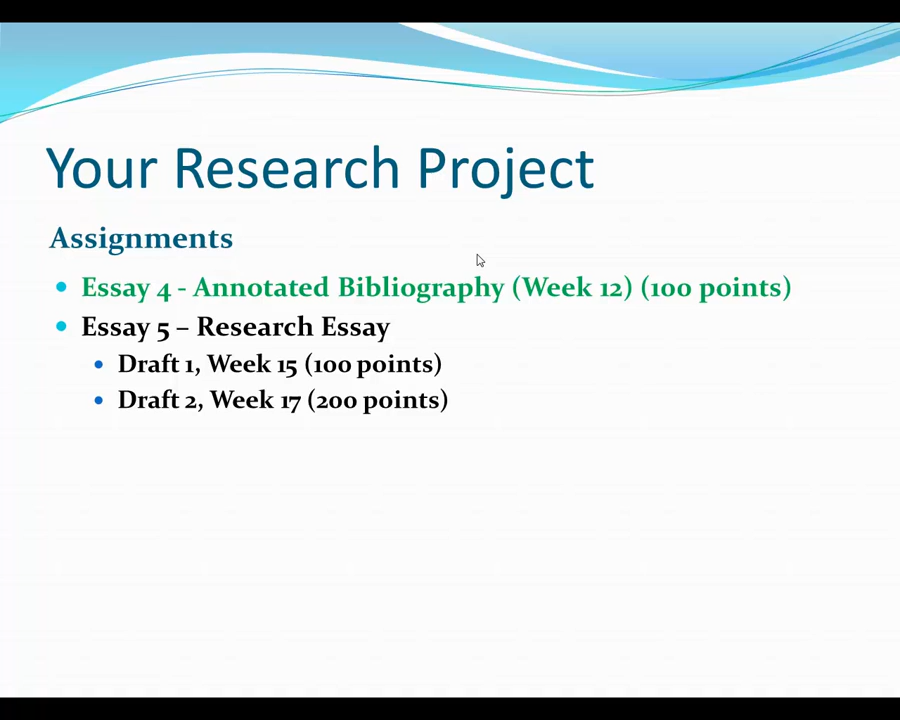 Your Research Project
Assignments
Essay 4 - Annotated Bibliography (Week 12) (100 points)
Essay 5 – Research Essay
Draft 1, Week 15 (100 points)
Draft 2, Week 17 (200 points)